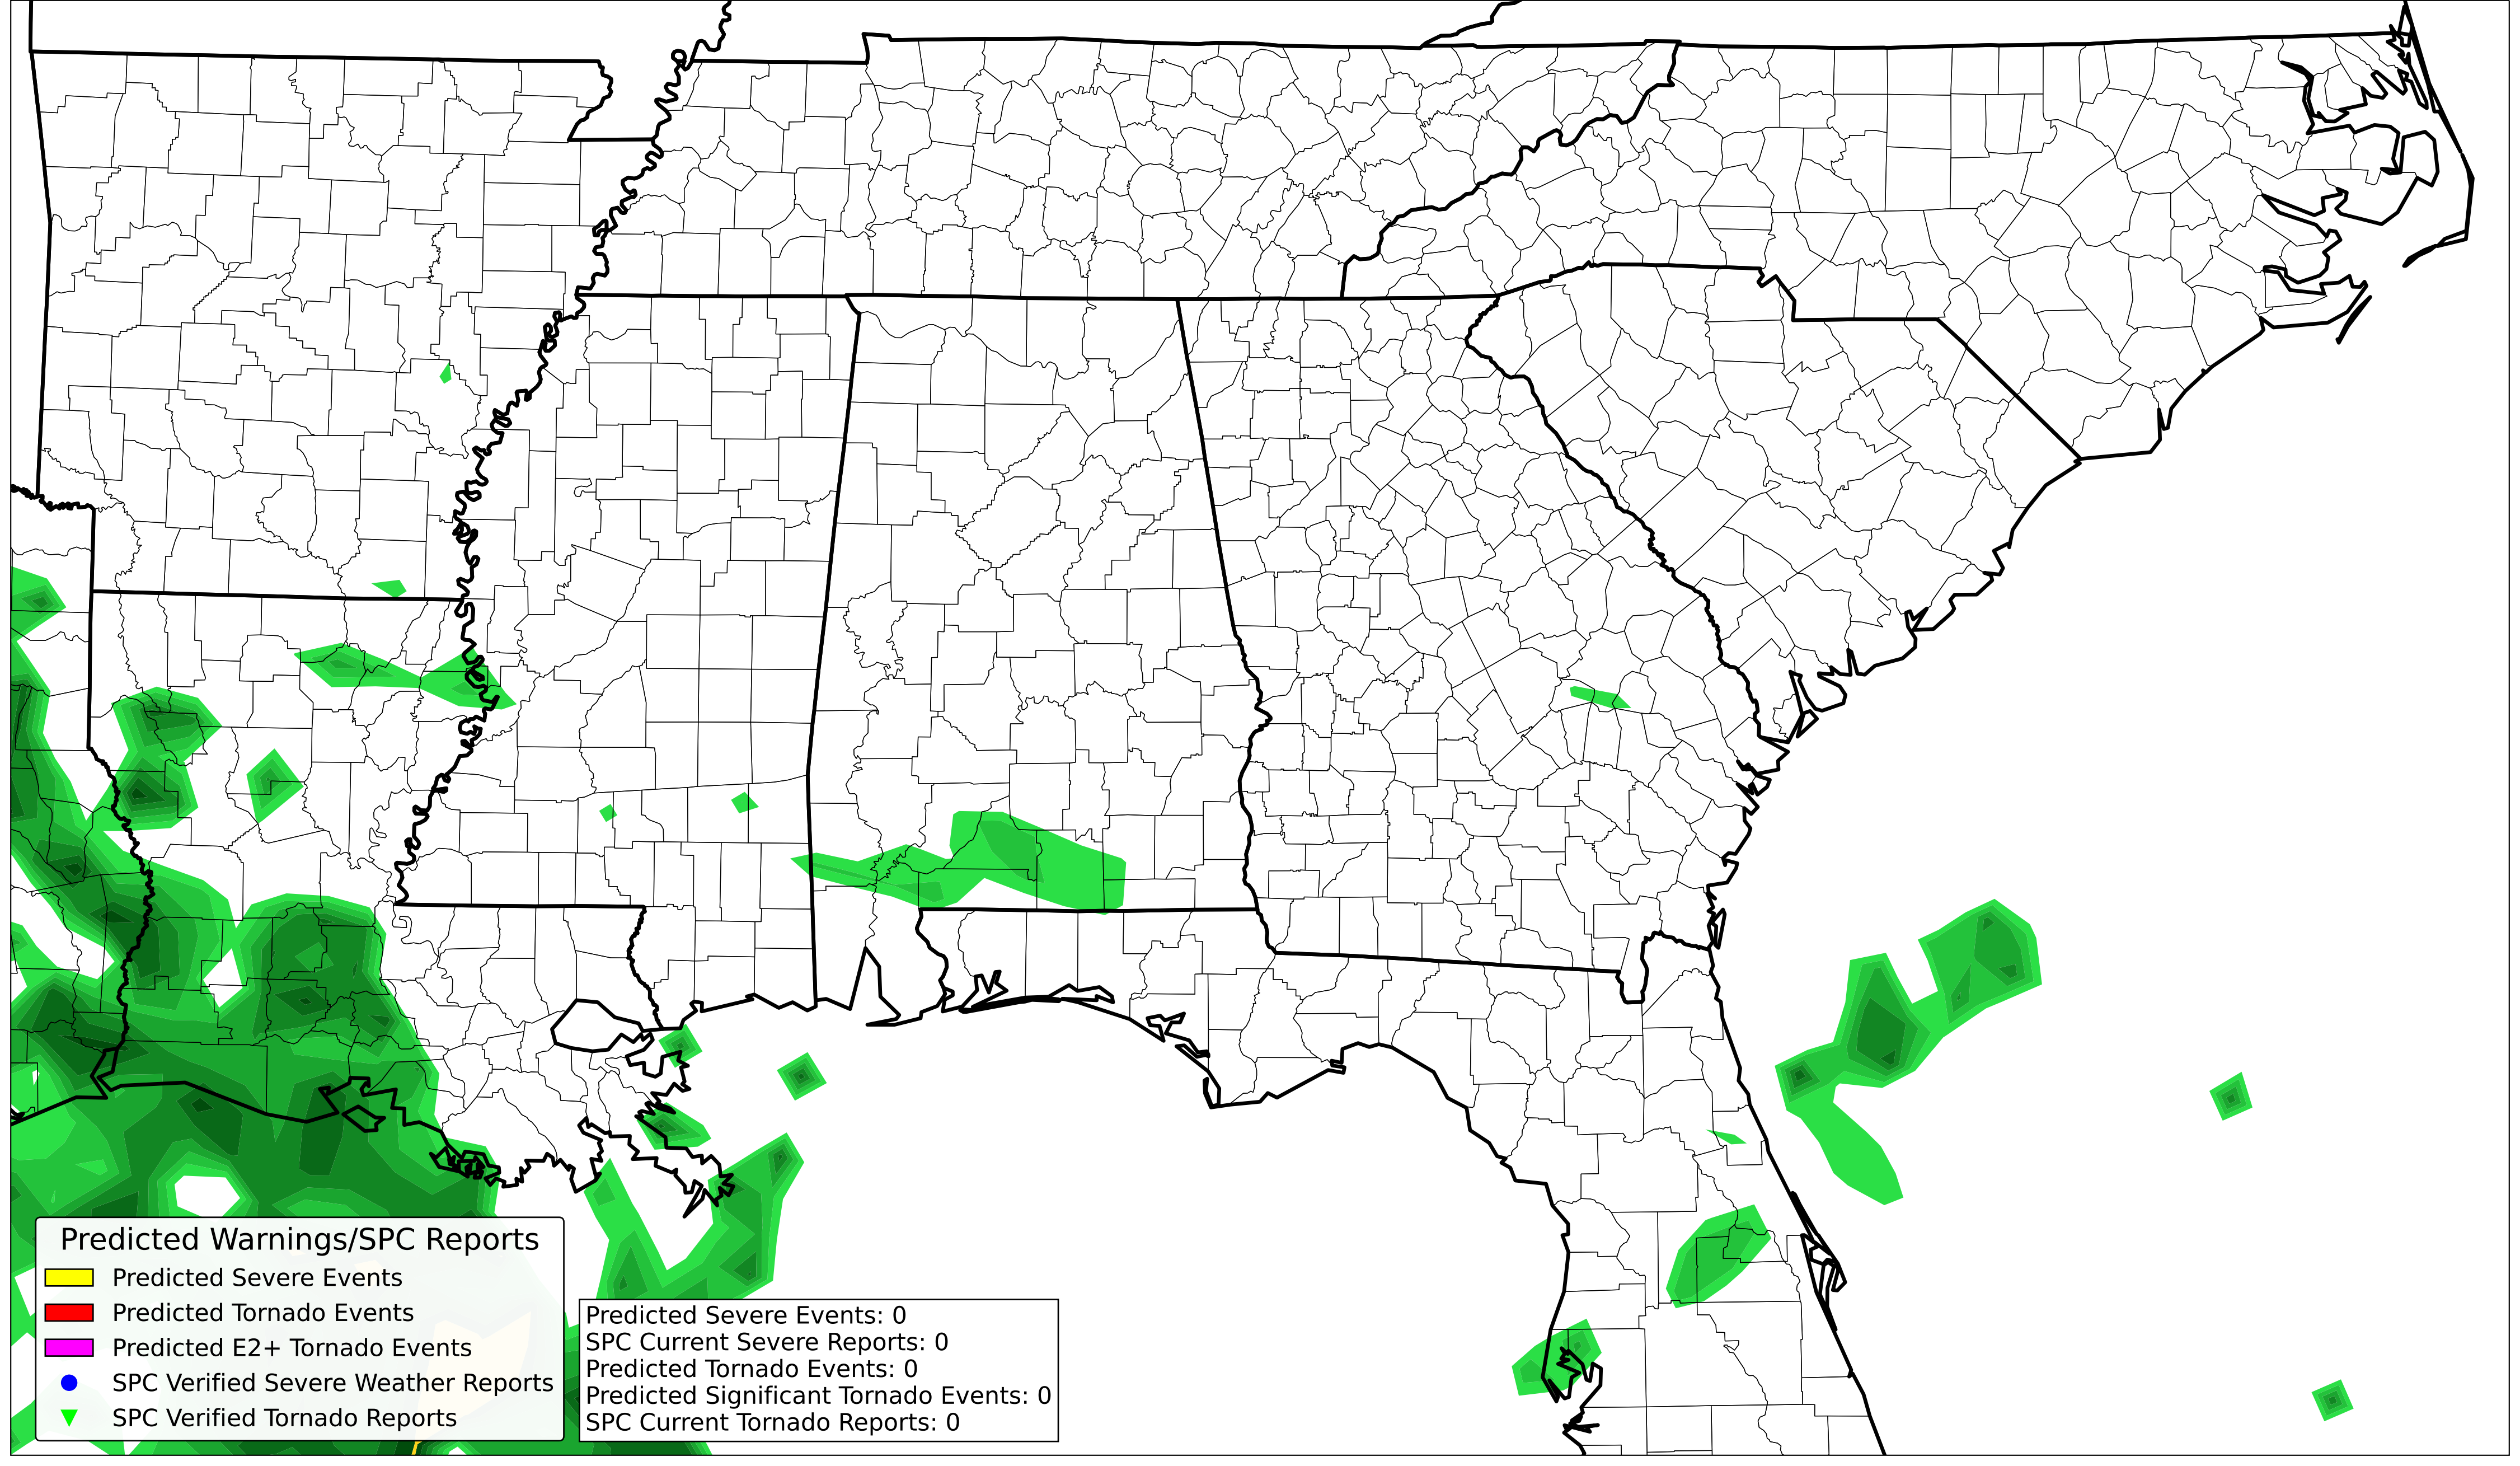 Predicted Warnings/SPC Reports
Predicted Severe Events
Predicted Tornado Events
Predicted E2+ Tornado Events
SPC Verified Severe Weather Reports
SPC Verified Tornado Reports
Predicted Severe Events: 0
SPC Current Severe Reports: 0
Predicted Tornado Events: 0
Predicted Significant Tornado Events: 0
SPC Current Tornado Reports: 0